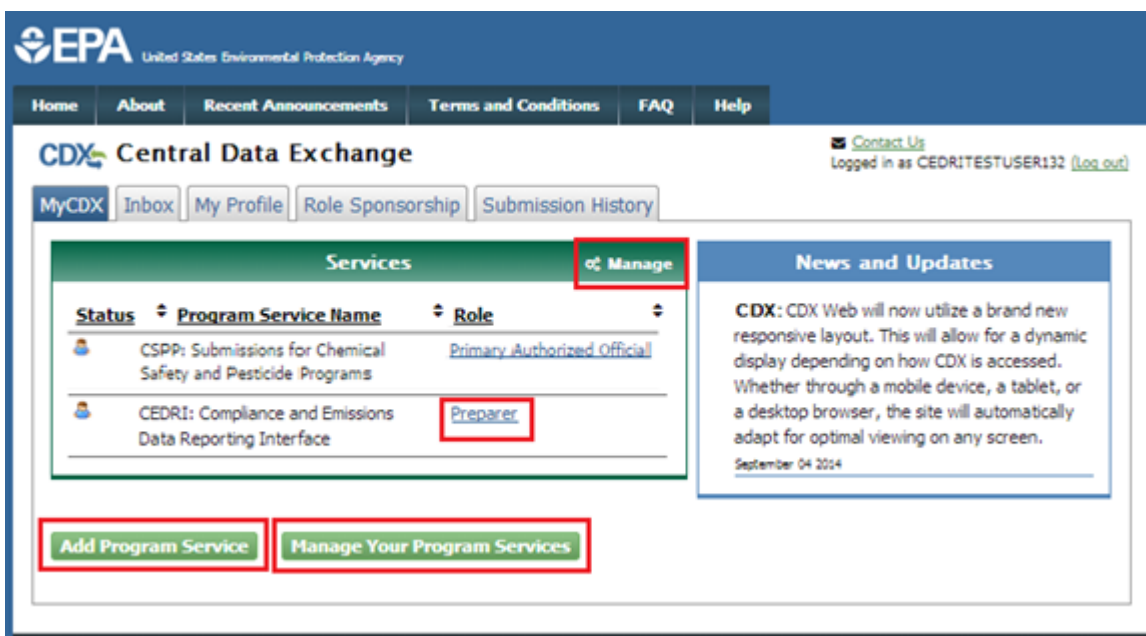 EPA United States Environmental Protection Agency
Home About Recent Announcements Terms and Conditions FAQ Help
CDX Central Data Exchange
Contact Us
Logged in as CEDRITESTUSER132 (Log out)
MyCDX Inbox My Profile Role Sponsorship Submission History
Services Manage
Status Program Service Name Role
CSPP: Submissions for Chemical Primary Authorized Official
Safety and Pesticide Programs
CEDRI: Compliance and Emissions Preparer
Data Reporting Interface
Add Program Service Manage Your Program Services
News and Updates
CDX: CDX Web will now utilize a brand new
responsive layout. This will allow for a dynamic
display depending on how CDX is accessed.
Whether through a mobile device, a tablet, or
a desktop browser, the site will automatically
adapt for optimal viewing on any screen.
September 04 2014